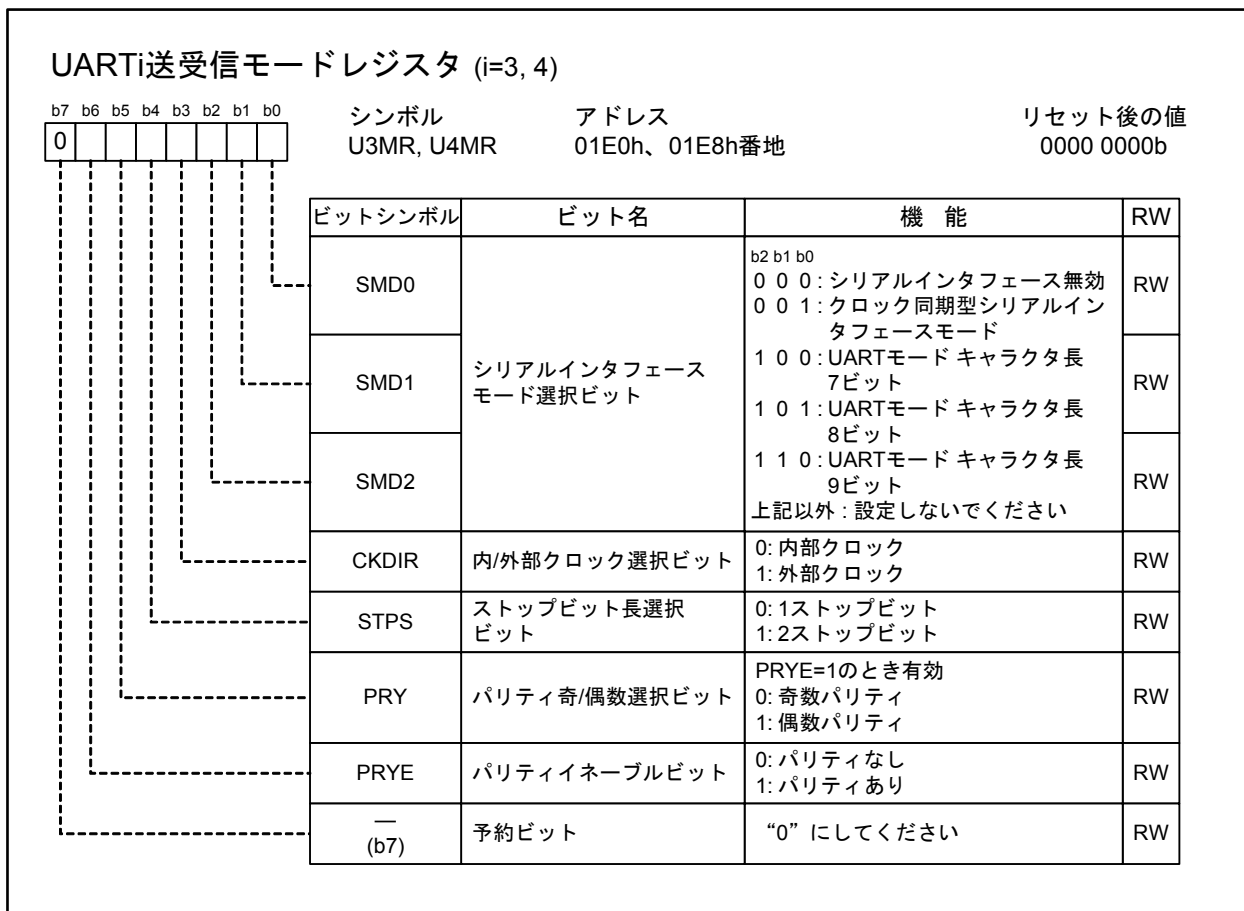 UARTi送受信モードレジスタ (i=3, 4)
b7 b6 b5 b4 b3 b2 b1 b0
0
シンボル
U3MR, U4MR
アドレス
01E0h、01E8h番地
リセット後の値
0000 0000b
ビットシンボル ビット名 機 能 RW
SMD0
SMD1
SMD2
シリアルインタフェース
モード選択ビット
b2 b1 b0
0 0 0 : シリアルインタフェース無効
0 0 1 : クロック同期型シリアルイン
タフェースモード
1 0 0 : UARTモード キャラクタ長
7ビット
1 0 1 : UARTモード キャラクタ長
8ビット
1 1 0 : UARTモード キャラクタ長
9ビット
上記以外 : 設定しないでください
RW
RW
RW
CKDIR
内/外部クロック選択ビット
0: 内部クロック
1: 外部クロック
RW
STPS
ストップビット長選択
ビット
0: 1ストップビット
1: 2ストップビット
RW
PRY
パリティ奇/偶数選択ビット
PRYE=1のとき有効
0: 奇数パリティ
1: 偶数パリティ
RW
PRYE
パリティイネーブルビット
0: パリティなし
1: パリティあり
RW
—
(b7)
予約ビット
“0”にしてください
RW